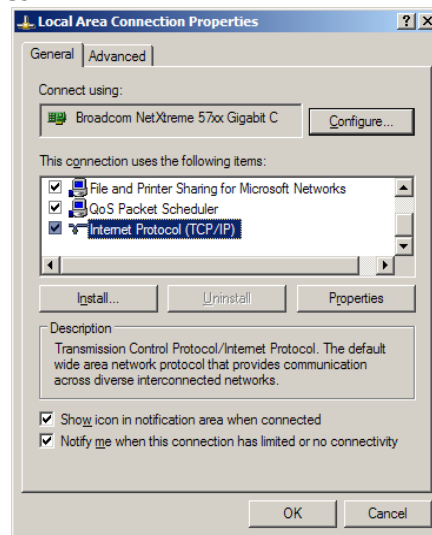 Local Area Connection Properties
General
Advanced
Connect using:
Broadcom NetXtreme 57xx Gigabit C
Configure...
This connection uses the following items:
File and Printer Sharing for Microsoft Networks
QoS Packet Scheduler
Internet Protocol (TCP/IP)
Install...
Uninstall
Properties
Description
Transmission Control Protocol/Internet Protocol. The default
wide area network protocol that provides communication
across diverse interconnected networks.
Show icon in notification area when connected
Notify me when this connection has limited or no connectivity
OK
Cancel